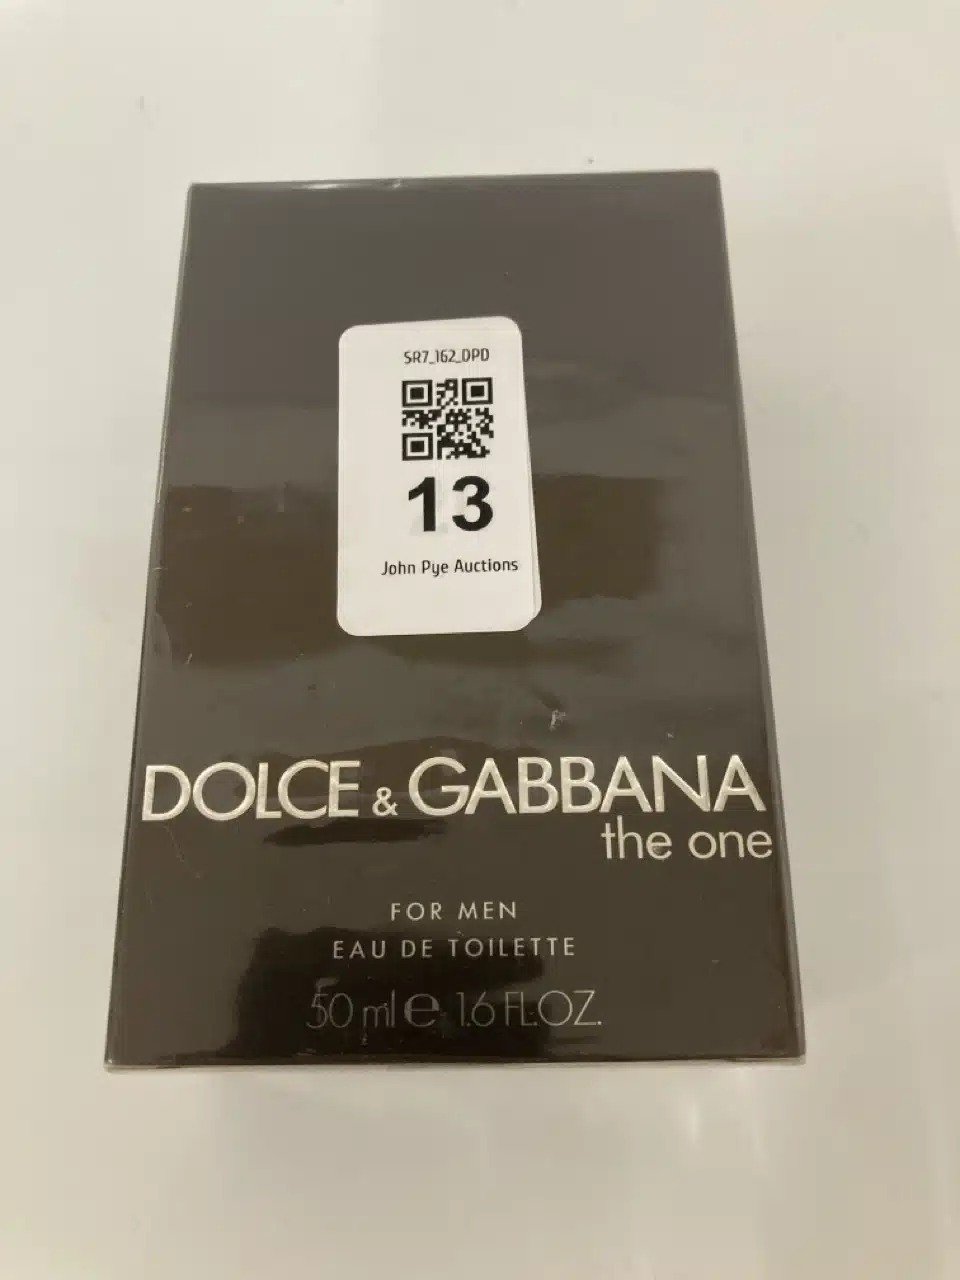 SR7_162_DPD
13
John Pye Auctions
DOLCE & GABBANA
the one
FOR MEN
EAU DE TOILETTE
50 ml e 1.6 FL.OZ.